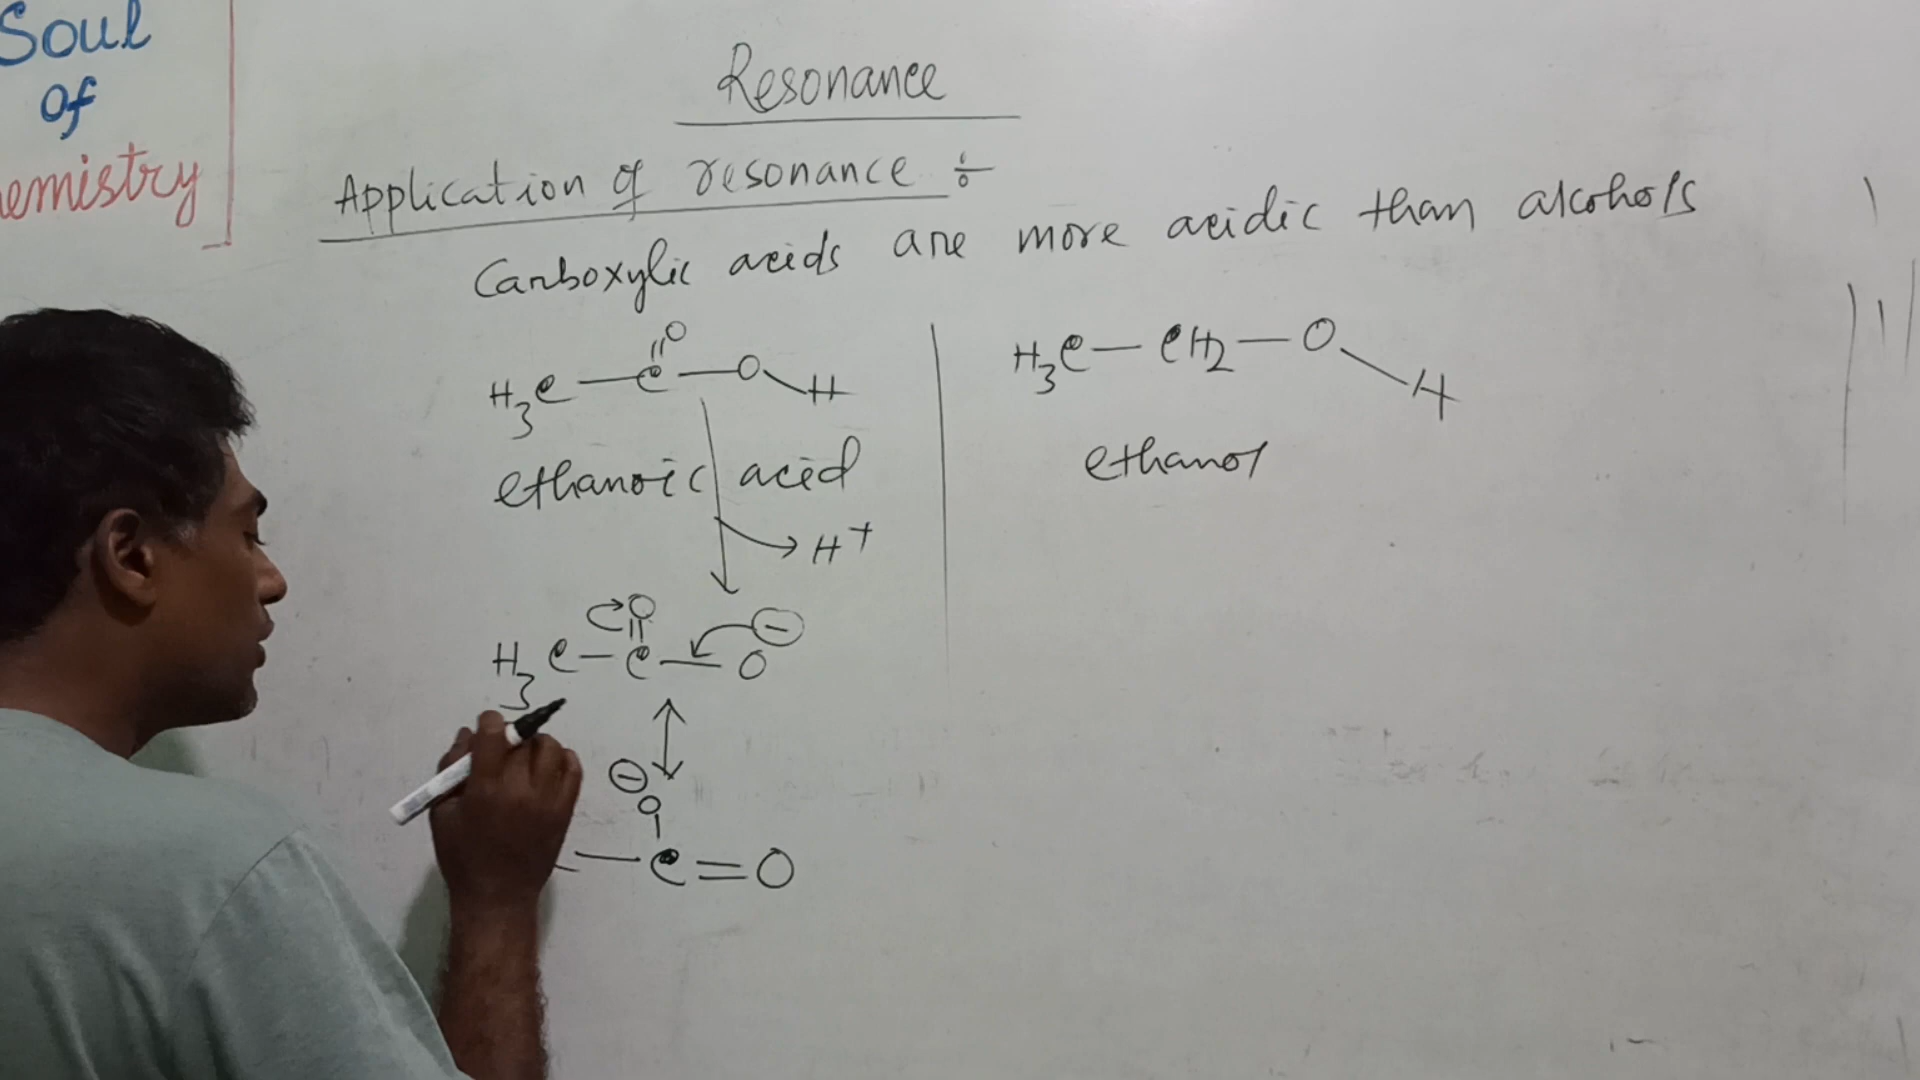 Soul
of
emistry
Resonance
Application of resonance ÷
Carboxylic acids are more acidic than alcohols
O
H3C — C — O — H
ethanoic acid
→ H+
O ⊖
H3C — C — O
⊖
O
— C = O
H3C — CH2 — O — H
ethanol